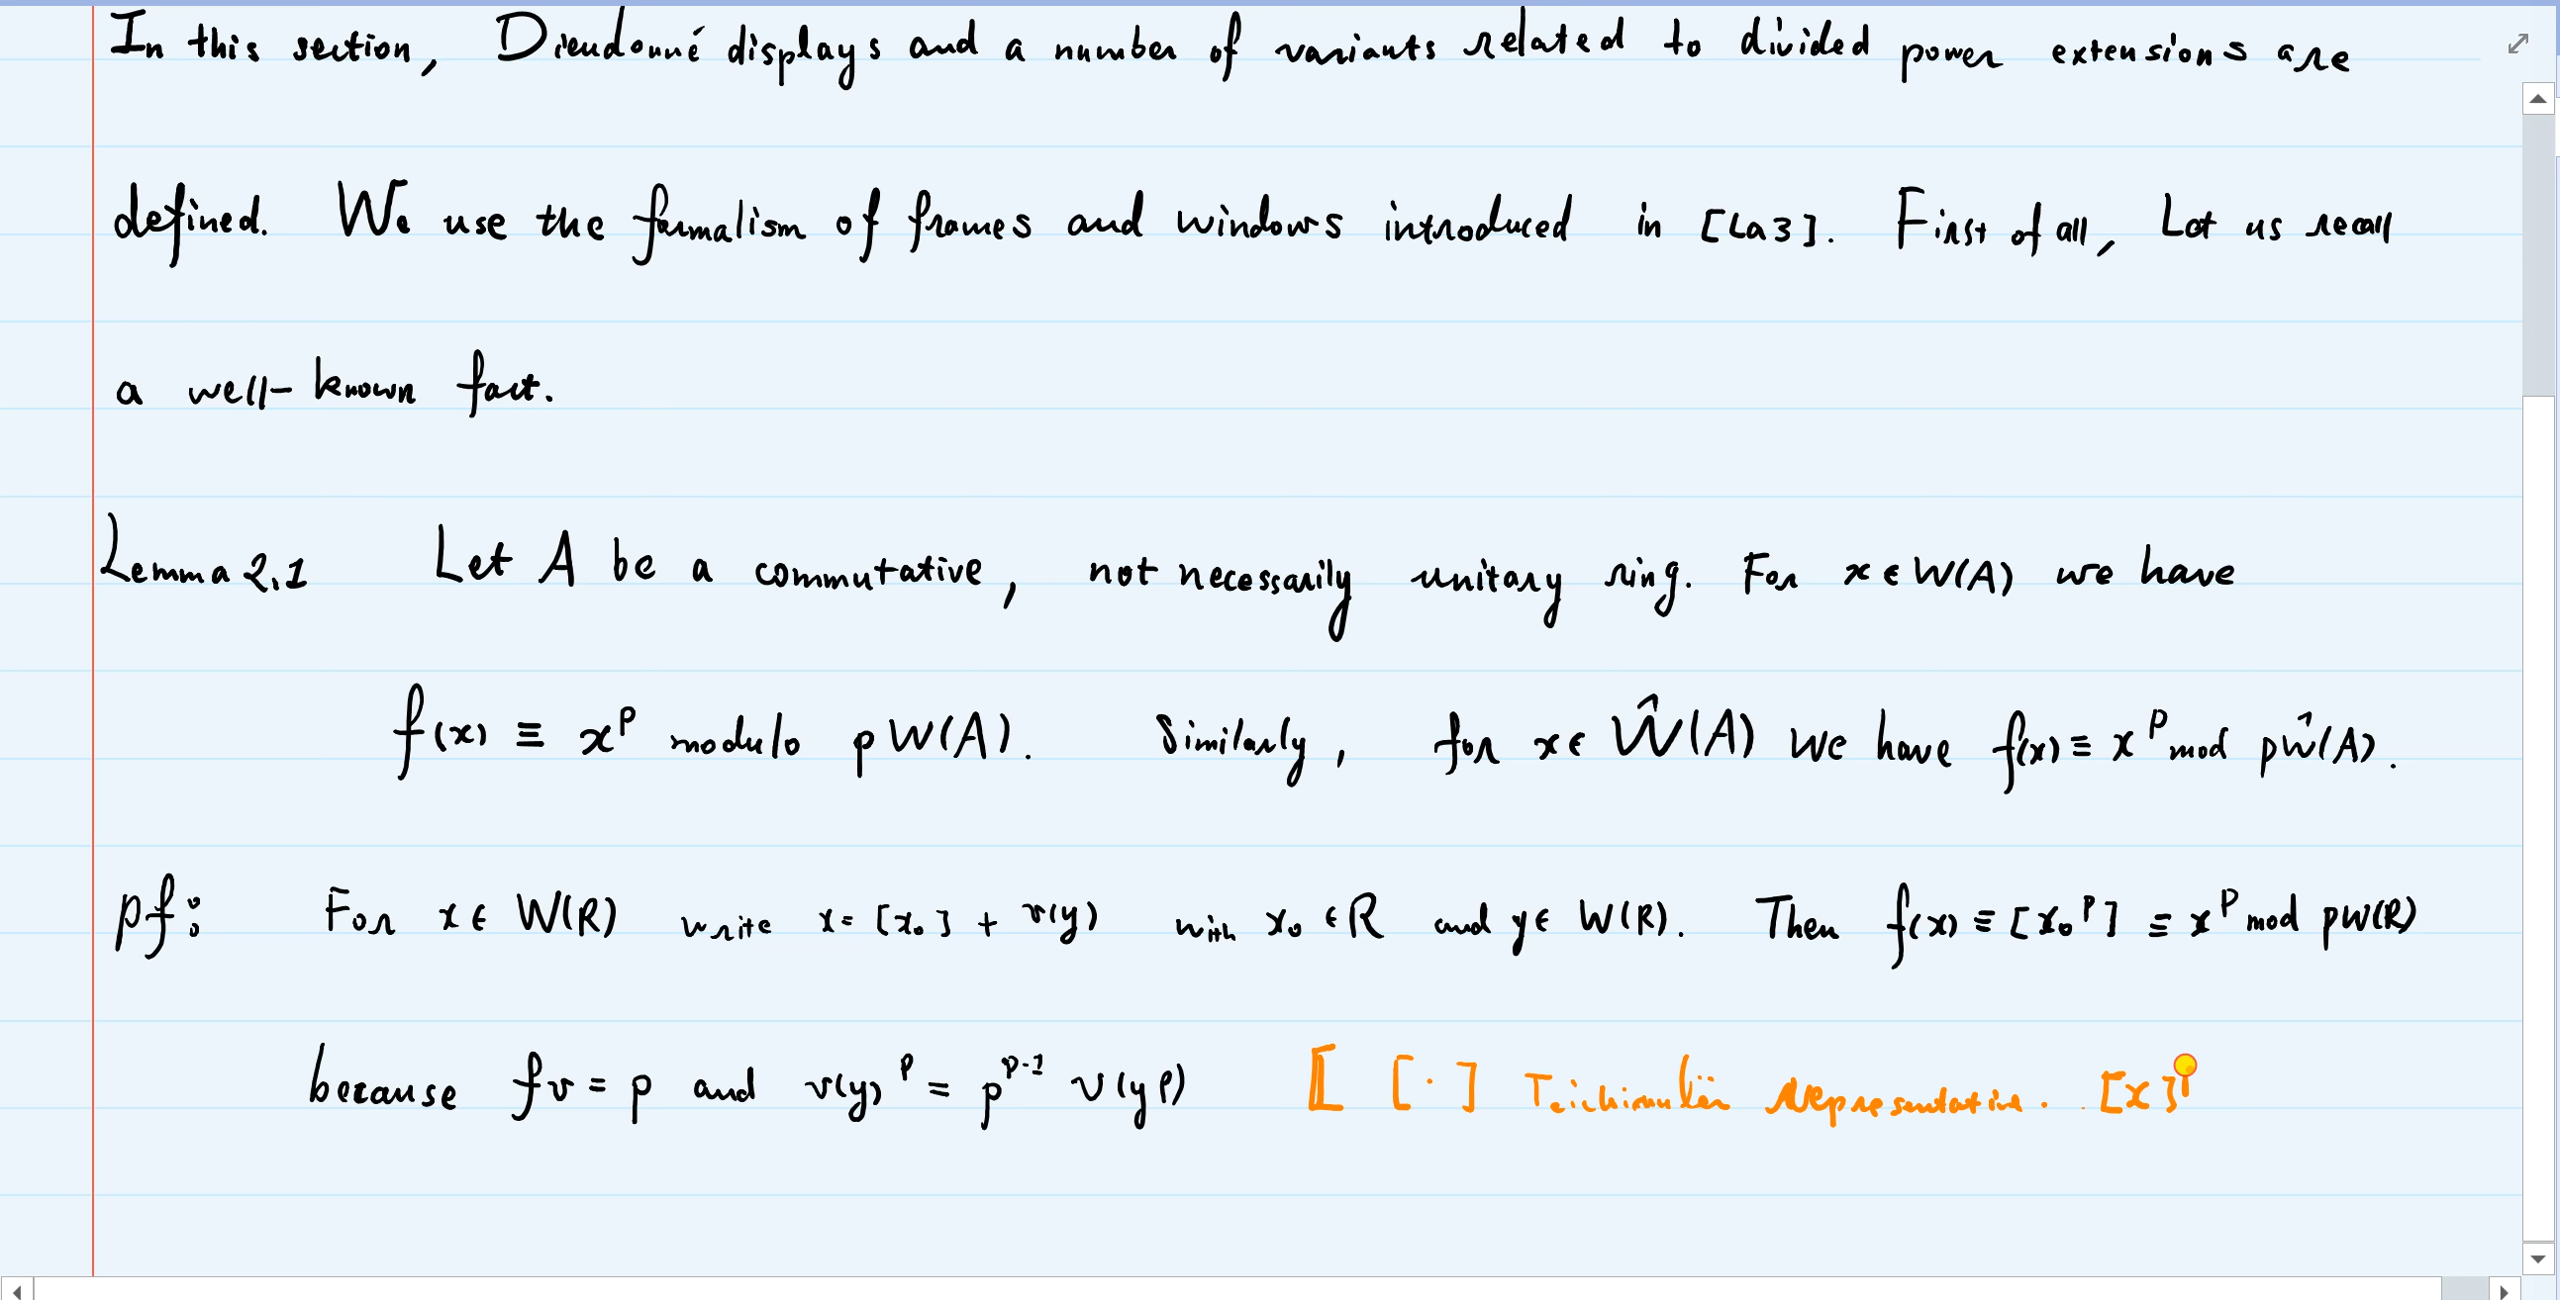 In this section, Dieudonné displays and a number of variants related to divided power extensions are
defined. We use the formalism of frames and windows introduced in [La3]. First of all, Let us recall
a well-known fact.
Lemma 2.1 Let A be a commutative, not necessarily unitary ring. For x ∈ W(A) we have
f(x) ≡ x^p modulo pW(A). Similarly, for x ∈ Ŵ(A) we have f(x) ≡ x^p mod pŴ(A).
pf: For x ∈ W(R) write x = [x₀] + v(y) with x₀ ∈ R and y ∈ W(R). Then f(x) ≡ [x₀^p] ≡ x^p mod pW(R)
because fv = p and v(y)^p = p^{p-1} v(y^p) [ [·] Teichimüller representative. [x]